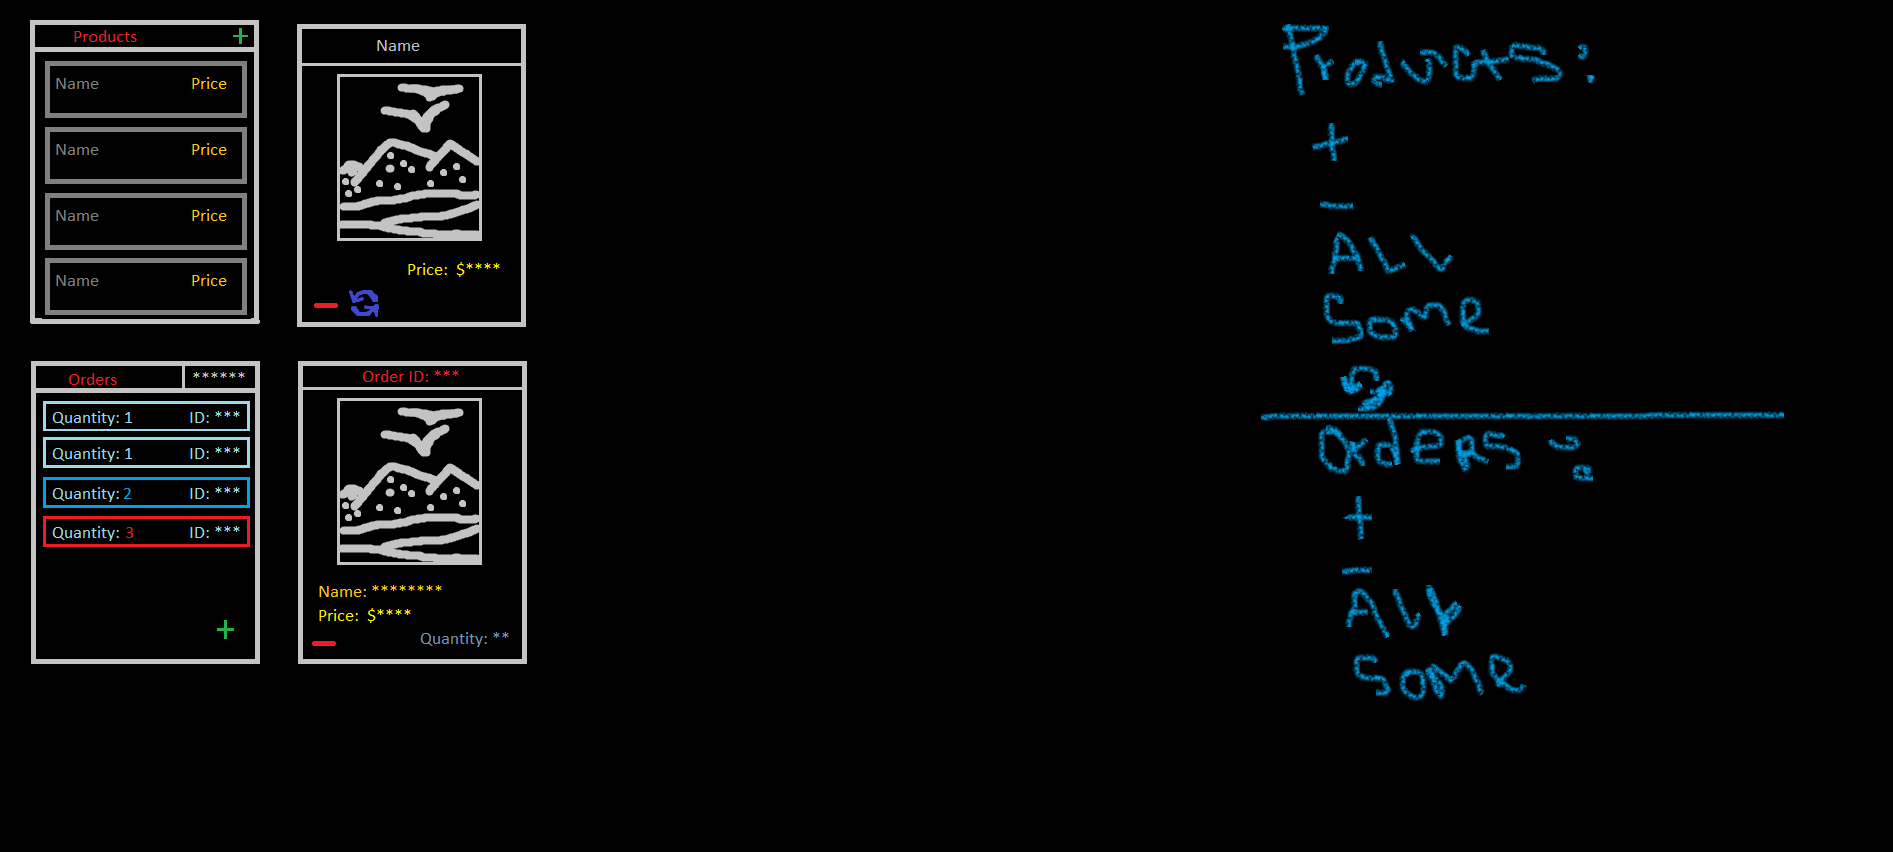 Products +
Name Price
Name Price
Name Price
Name Price
Name
Price: $****
Orders ******
Quantity: 1 ID: ***
Quantity: 1 ID: ***
Quantity: 2 ID: ***
Quantity: 3 ID: ***
+
Order ID: ***
Name: ********
Price: $****
Quantity: **
Products:
+
-
ALL
Some
Orders:
+
-
ALL
Some